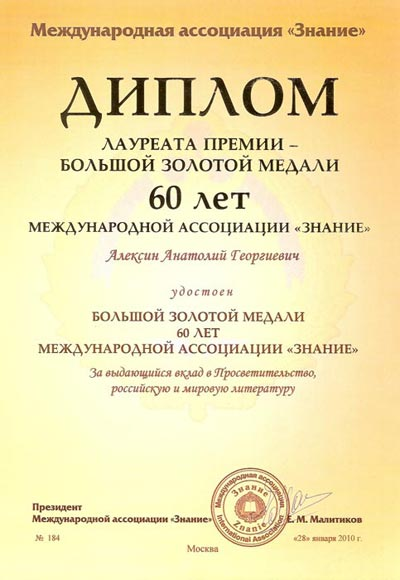 Международная ассоциация «Знание»
ДИПЛОМ
ЛАУРЕАТА ПРЕМИИ –
БОЛЬШОЙ ЗОЛОТОЙ МЕДАЛИ
60 лет
МЕЖДУНАРОДНОЙ АССОЦИАЦИИ «ЗНАНИЕ»
Алексин Анатолий Георгиевич
удостоен
БОЛЬШОЙ ЗОЛОТОЙ МЕДАЛИ
60 ЛЕТ
МЕЖДУНАРОДНОЙ АССОЦИАЦИИ «ЗНАНИЕ»
За выдающийся вклад в Просветительство,
российскую и мировую литературу
Международная ассоциация
Знание
Znanie
International Association
Президент
Международной ассоциации «Знание» Е. М. Малитиков
№ 184 «28» января 2010 г.
Москва